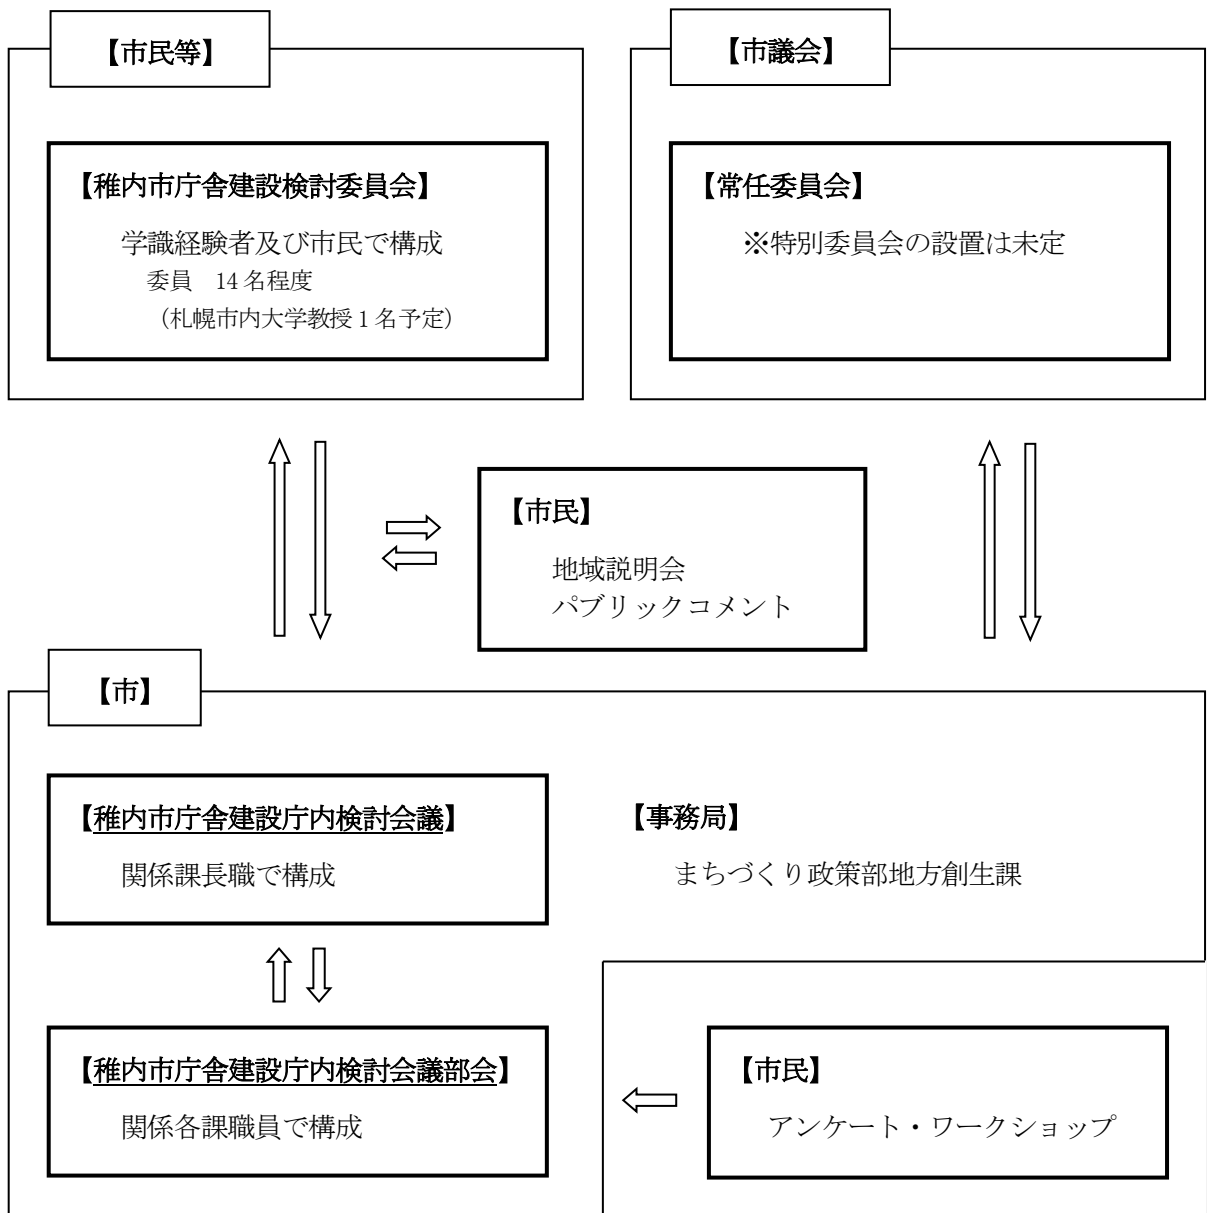 【市民等】
【稚内市庁舎建設検討委員会】
学識経験者及び市民で構成
委員　14名程度
（札幌市内大学教授1名予定）
【市議会】
【常任委員会】
※特別委員会の設置は未定
【市民】
地域説明会
パブリックコメント
【市】
【稚内市庁舎建設庁内検討会議】
関係課長職で構成
【事務局】
まちづくり政策部地方創生課
【稚内市庁舎建設庁内検討会議部会】
関係各課職員で構成
【市民】
アンケート・ワークショップ